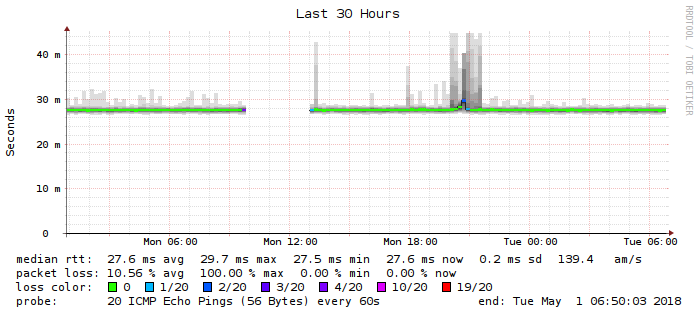 Last 30 Hours
RRDTOOL / TOBI OETIKER
Seconds
40 m
30 m
20 m
10 m
0
Mon 06:00 Mon 12:00 Mon 18:00 Tue 00:00 Tue 06:00
median rtt: 27.6 ms avg 29.7 ms max 27.5 ms min 27.6 ms now 0.2 ms sd 139.4 am/s
packet loss: 10.56 % avg 100.00 % max 0.00 % min 0.00 % now
loss color: 0 1/20 2/20 3/20 4/20 10/20 19/20
probe: 20 ICMP Echo Pings (56 Bytes) every 60s end: Tue May 1 06:50:03 2018